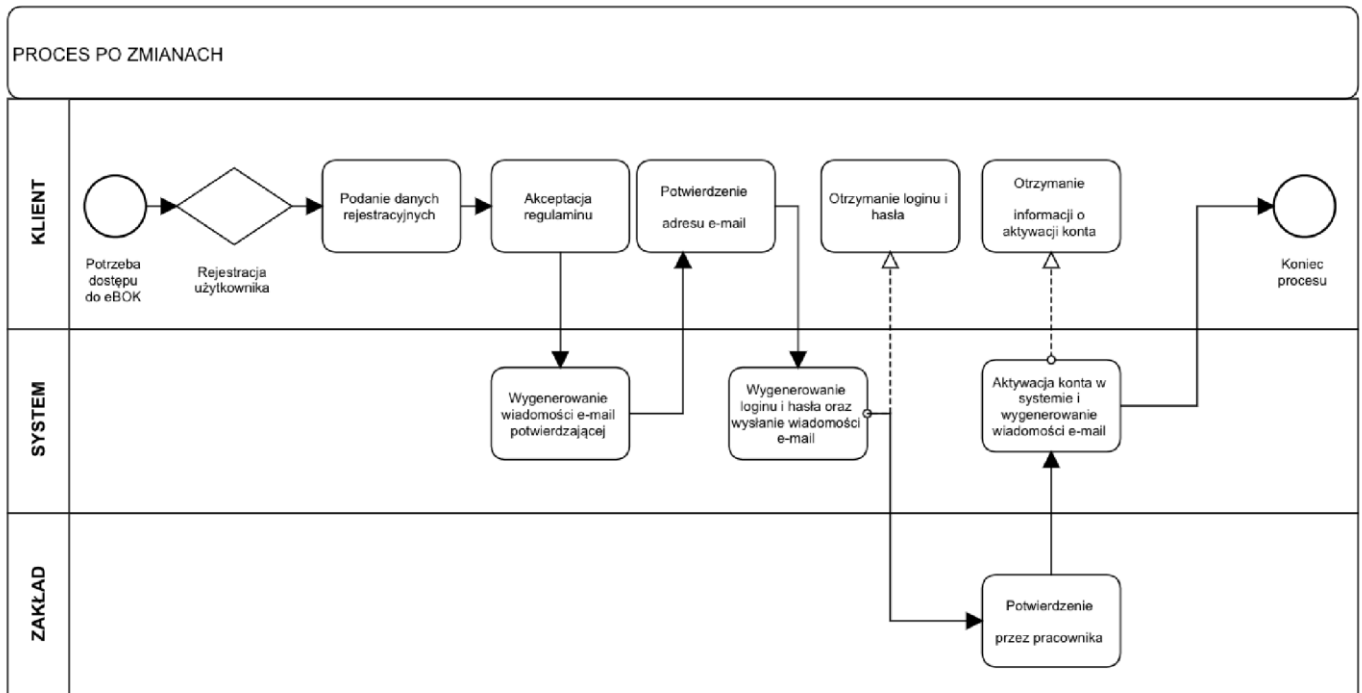 PROCES PO ZMIANACH
KLIENT
Potrzeba
dostępu
do eBOK
Rejestracja
użytkownika
Podanie danych
rejestracyjnych
Akceptacja
regulaminu
Potwierdzenie
adresu e-mail
Otrzymanie loginu i
hasła
Otrzymanie
informacji o
aktywacji konta
Koniec
procesu
SYSTEM
Wygenerowanie
wiadomości e-mail
potwierdzającej
Wygenerowanie
loginu i hasła oraz
wysłanie wiadomości
e-mail
Aktywacja konta w
systemie i
wygenerowanie
wiadomości e-mail
ZAKŁAD
Potwierdzenie
przez pracownika